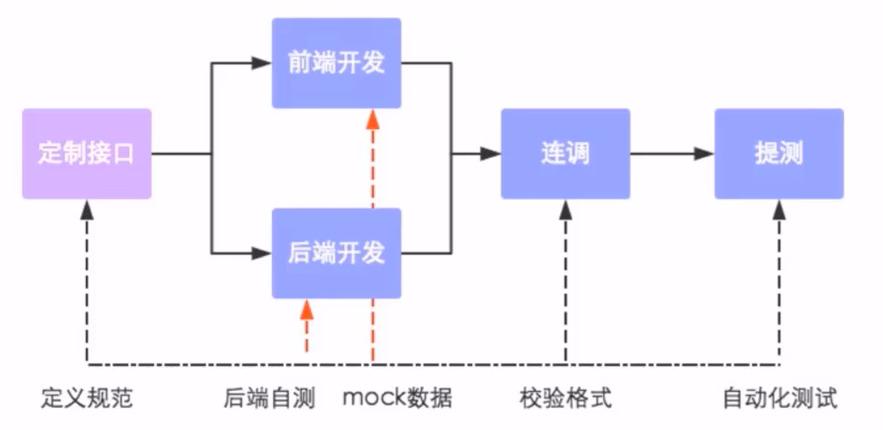 前端开发
定制接口
连调
提测
后端开发
定义规范
后端自测
mock数据
校验格式
自动化测试